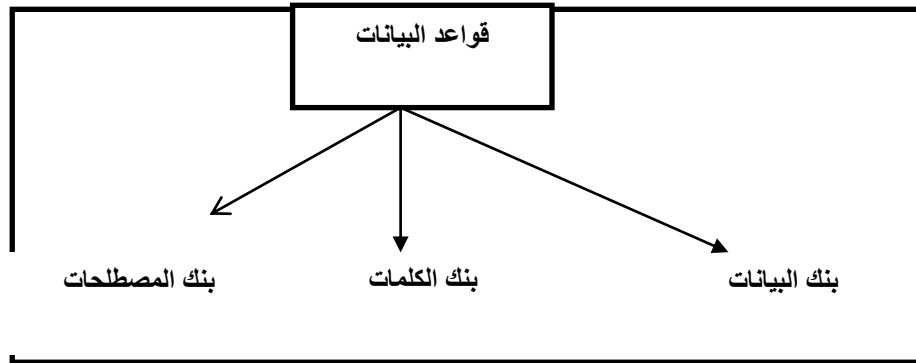 قواعد البيانات
بنك البيانات
بنك الكلمات
بنك المصطلحات